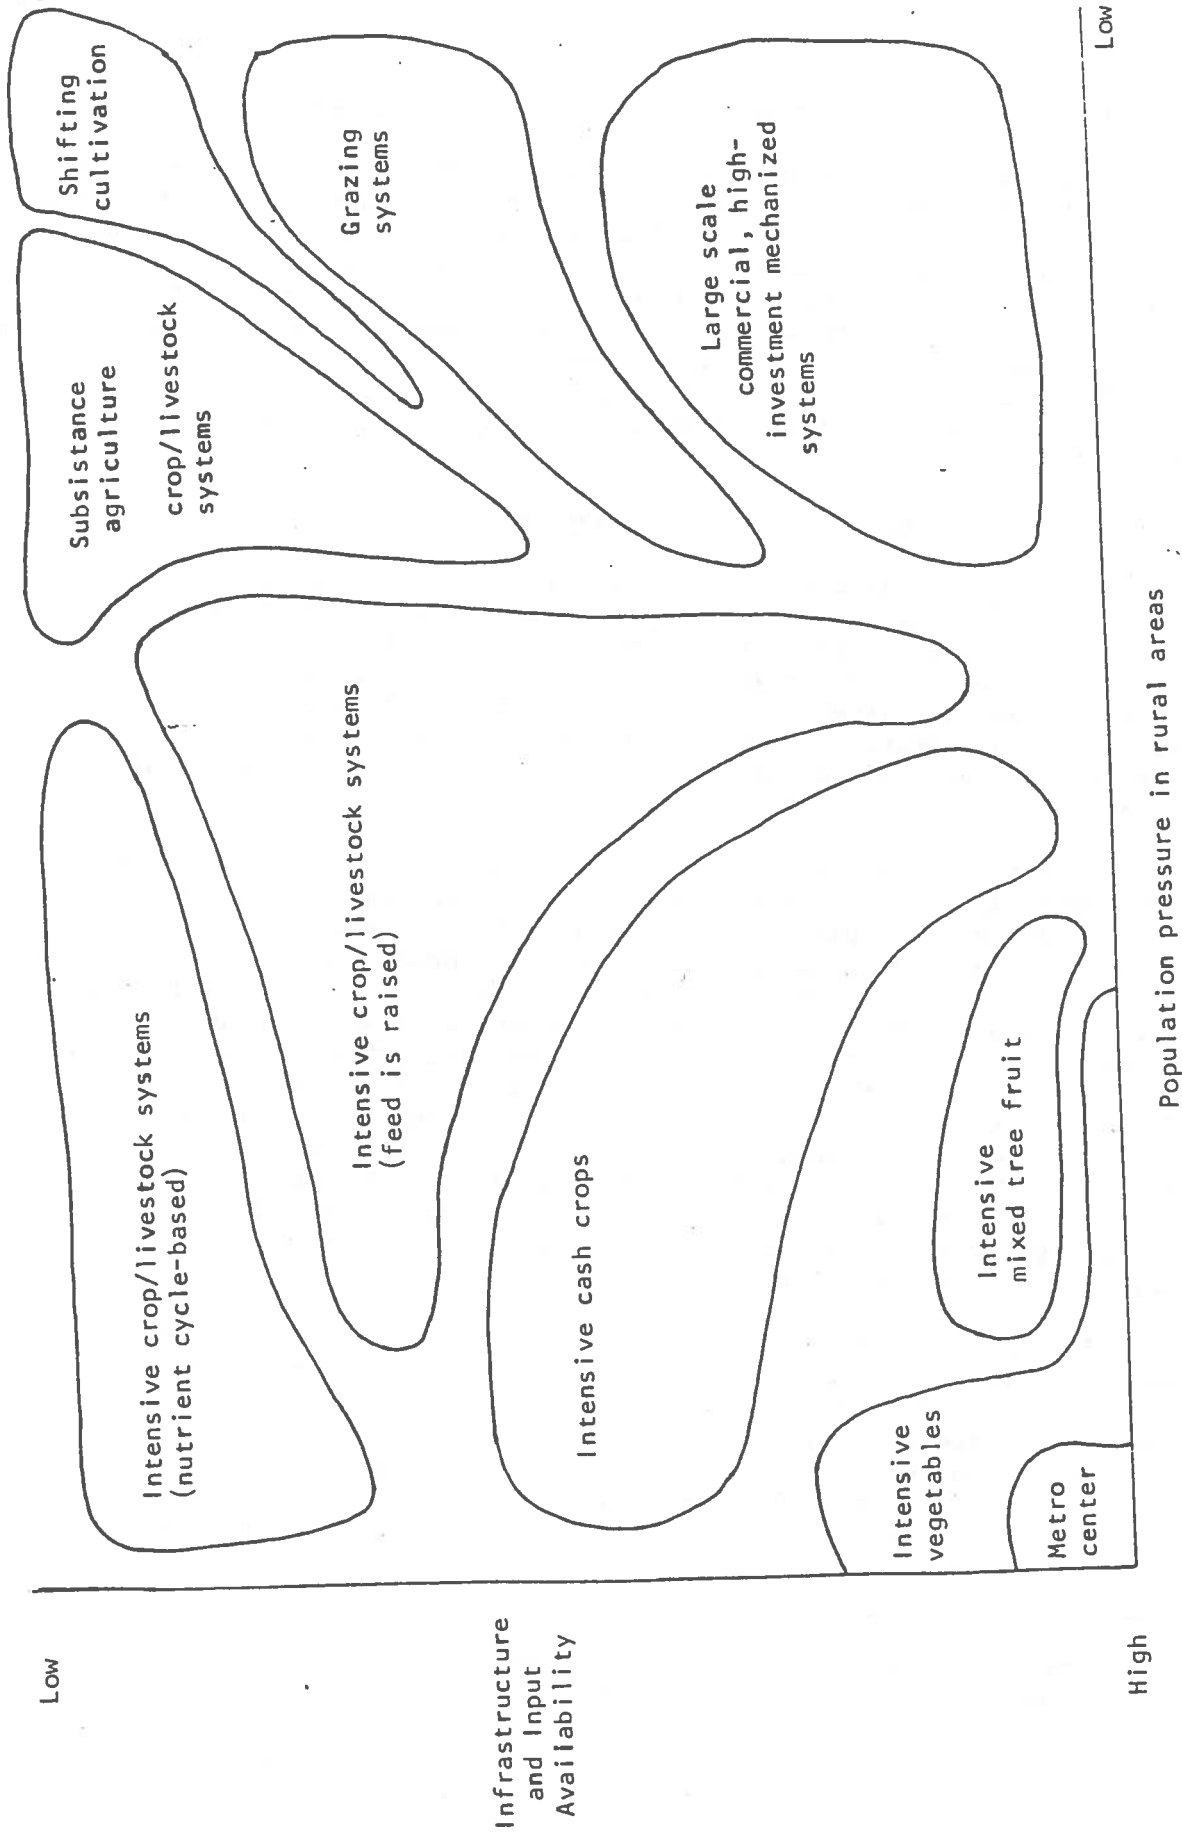 Low
Infrastructure
and Input
Availability
High
Intensive crop/livestock systems
(nutrient cycle-based)
Subsistance
agriculture
crop/livestock
systems
Shifting
cultivation
Intensive crop/livestock systems
(feed is raised)
Grazing
systems
Intensive cash crops
Large scale
commercial, high-
investment mechanized
systems
Intensive
vegetables
Intensive
mixed tree fruit
Metro
center
Low
Population pressure in rural areas